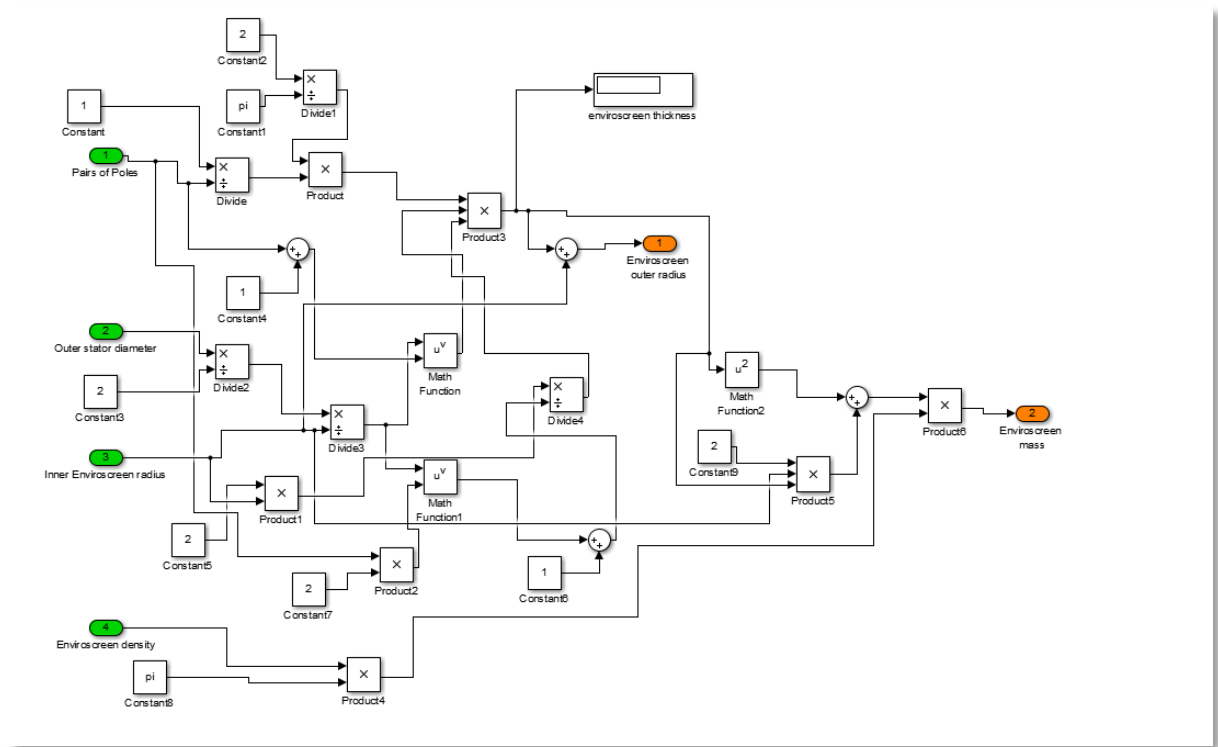 2
Constant2
×
÷
Divide1
pi
Constant1
enviroscreen thickness
1
Constant
1
Pairs of Poles
×
÷
Divide
×
Product
×
Product3
+
+
+
+
1
Enviroscreen
outer radius
1
Constant4
2
Outer stator diameter
×
÷
Divide2
2
Constant3
uv
Math
Function
×
÷
Divide4
×
÷
Divide3
u2
Math
Function2
+
+
×
Product6
2
Enviroscreen
mass
3
Inner Enviroscreen radius
2
Constant9
×
Product5
uv
Math
Function1
×
Product1
2
Constant5
+
+
×
Product2
1
Constant6
2
Constant7
4
Enviroscreen density
×
Product4
pi
Constant8